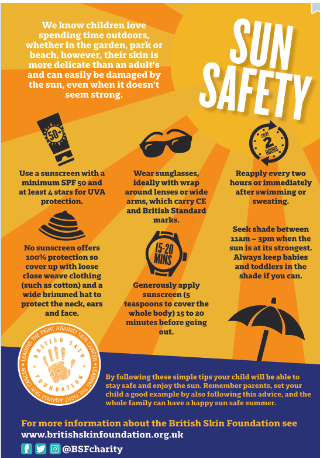 We know children love
spending time outdoors,
whether in the garden, park or
beach, however, their skin is
more delicate than an adult's
and can easily be damaged by
the sun, even when it doesn't
seem strong.
SUN
SAFETY
50+
Use a sunscreen with a
minimum SPF 50 and
at least 4 stars for UVA
protection.
Wear sunglasses,
ideally with wrap
around lenses or wide
arms, which carry CE
and British Standard
marks.
2
HOURS
Reapply every two
hours or immediately
after swimming or
sweating.
No sunscreen offers
100% protection so
cover up with loose
close weave clothing
(such as cotton) and a
wide brimmed hat to
protect the neck, ears
and face.
15-20
MINS
Generously apply
sunscreen (5
teaspoons to cover the
whole body) 15 to 20
minutes before going
out.
Seek shade between
11am – 3pm when the
sun is at its strongest.
Always keep babies
and toddlers in the
shade if you can.
BRITISH SKIN
FOUNDATION
By following these simple tips your child will be able to
stay safe and enjoy the sun. Remember parents, set your
child a good example by also following this advice, and the
whole family can have a happy sun safe summer.
For more information about the British Skin Foundation see
www.britishskinfoundation.org.uk
@BSFcharity